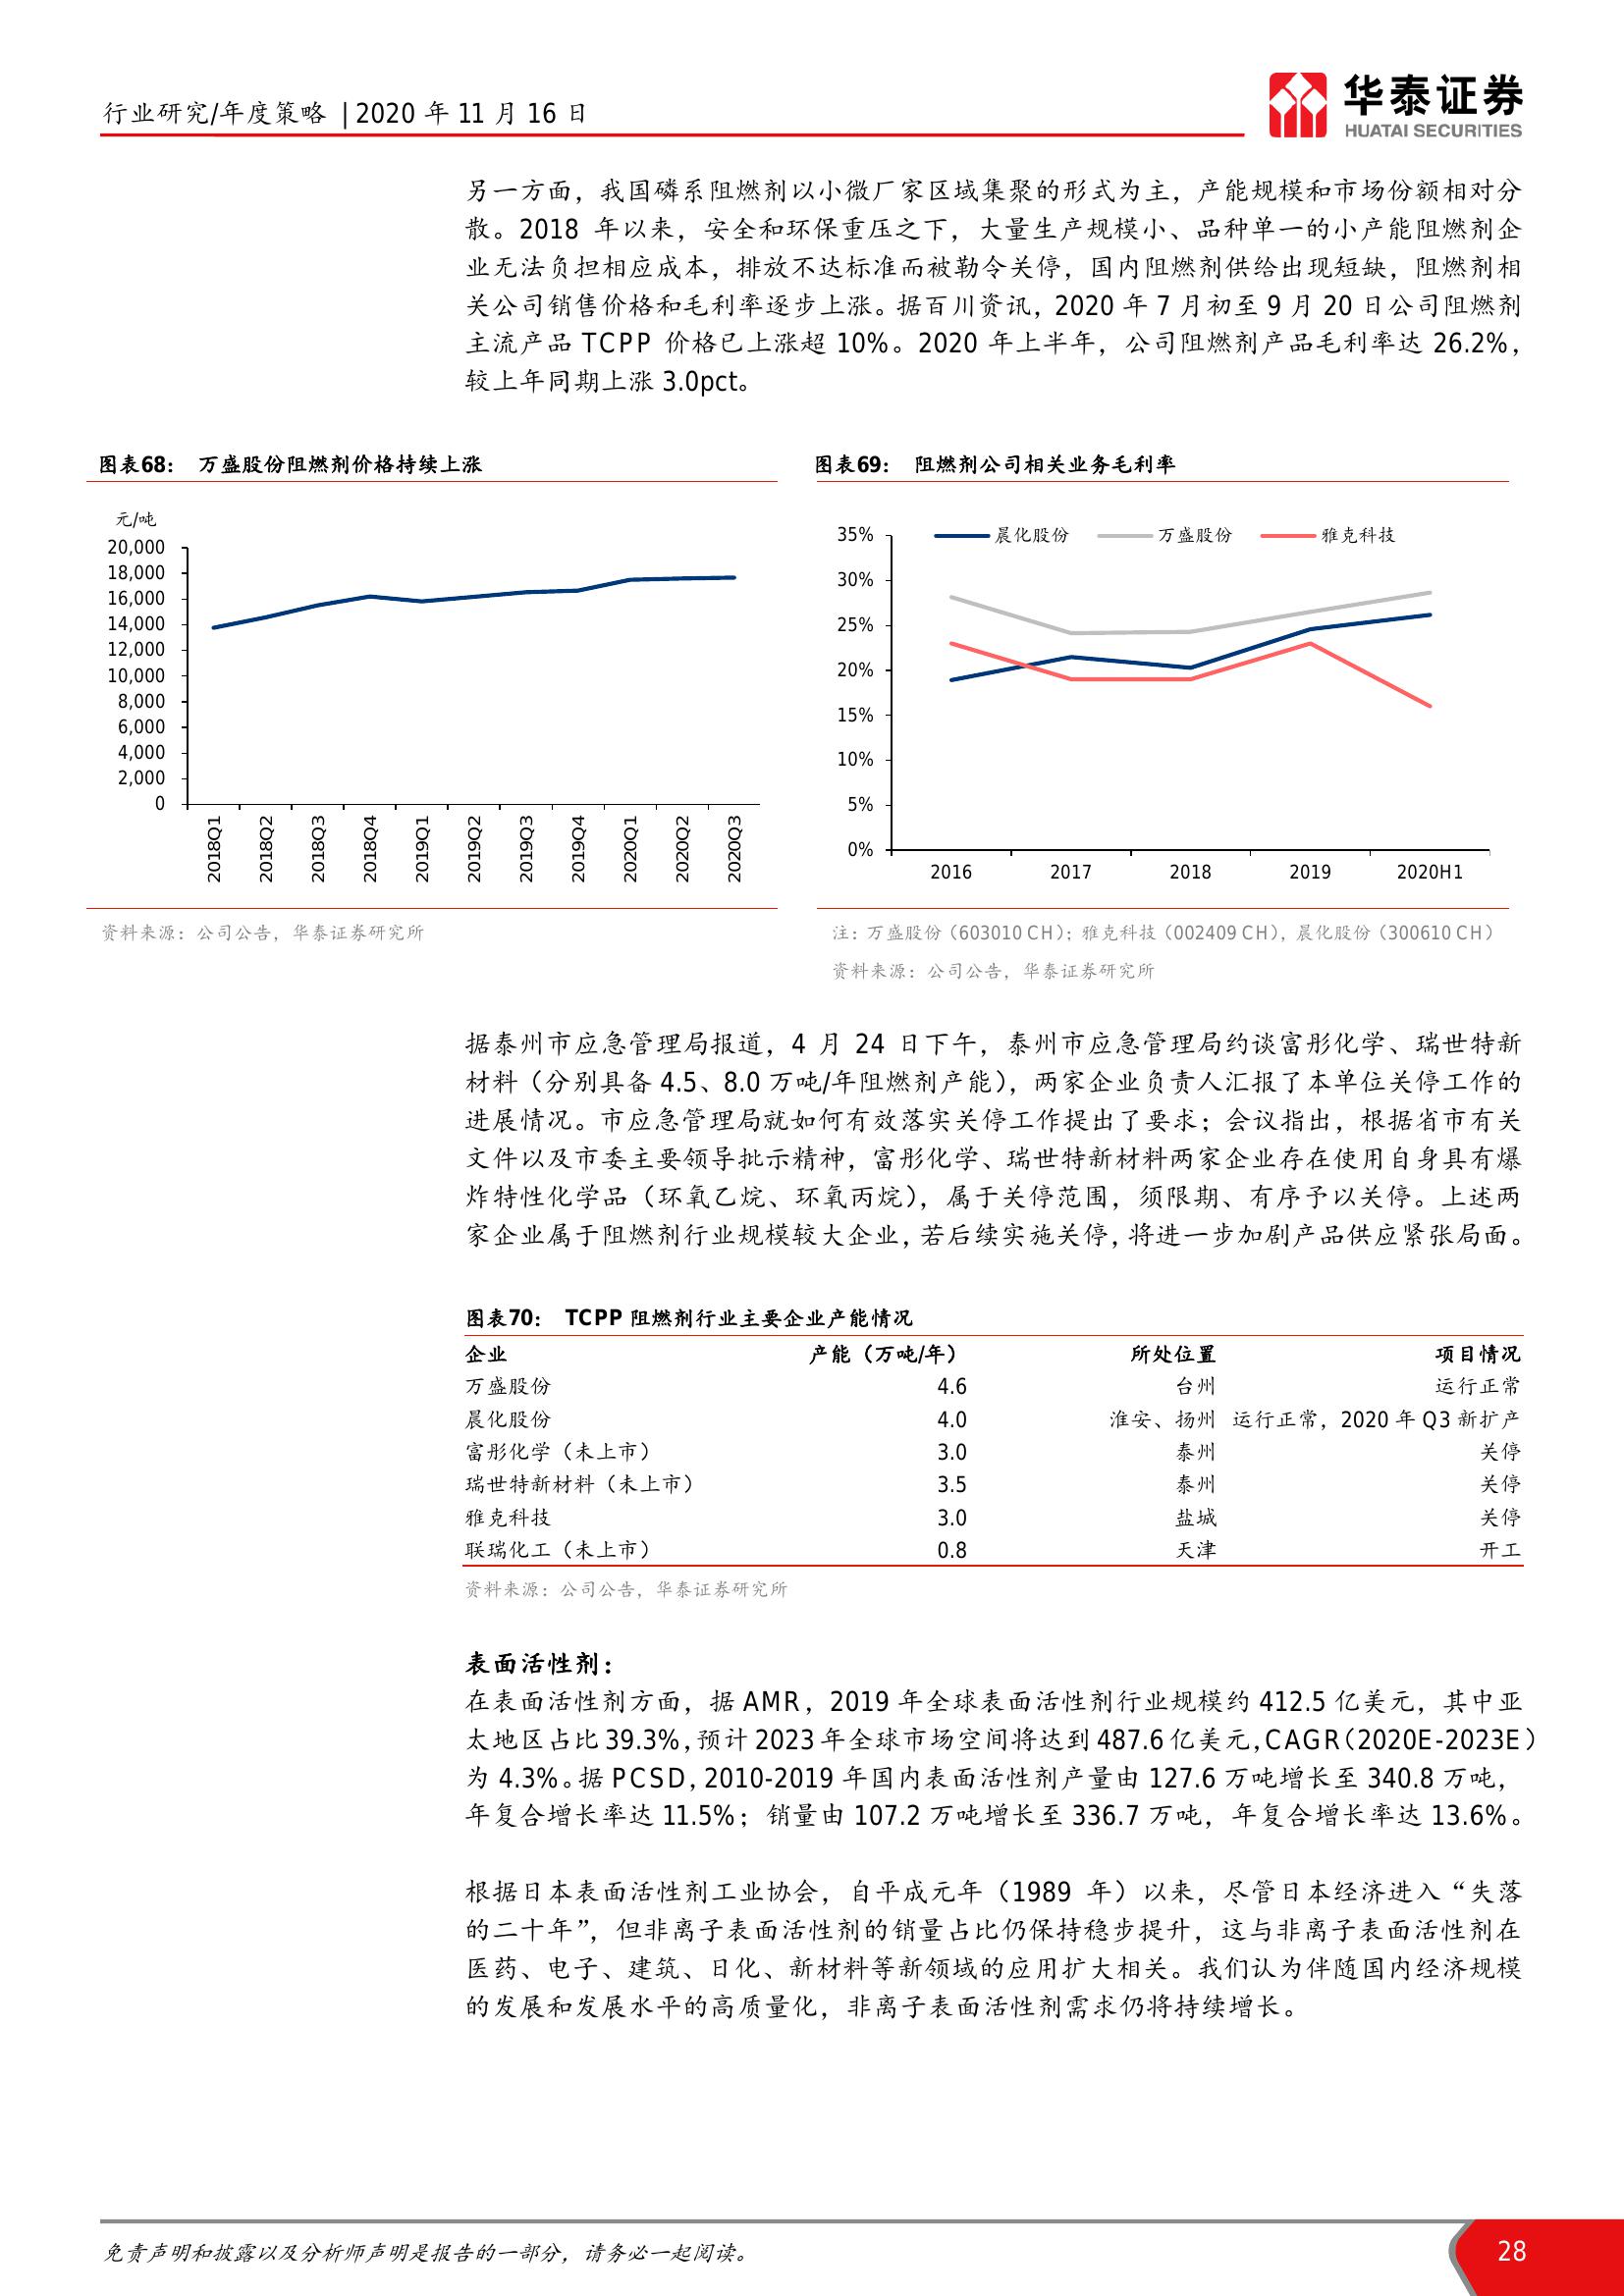 行业研究/年度策略 | 2020 年 11 月 16 日
华泰证券
HUATAI SECURITIES
另一方面，我国磷系阻燃剂以小微厂家区域集聚的形式为主，产能规模和市场份额相对分
散。2018 年以来，安全和环保重压之下，大量生产规模小、品种单一的小产能阻燃剂企
业无法负担相应成本，排放不达标准而被勒令关停，国内阻燃剂供给出现短缺，阻燃剂相
关公司销售价格和毛利率逐步上涨。据百川资讯，2020 年 7 月初至 9 月 20 日公司阻燃剂
主流产品 TCPP 价格已上涨超 10%。2020 年上半年，公司阻燃剂产品毛利率达 26.2%，
较上年同期上涨 3.0pct。
图表68： 万盛股份阻燃剂价格持续上涨
元/吨
20,000
18,000
16,000
14,000
12,000
10,000
8,000
6,000
4,000
2,000
0
2018Q1 2018Q2 2018Q3 2018Q4 2019Q1 2019Q2 2019Q3 2019Q4 2020Q1 2020Q2 2020Q3
资料来源：公司公告，华泰证券研究所
图表69： 阻燃剂公司相关业务毛利率
晨化股份 万盛股份 雅克科技
35%
30%
25%
20%
15%
10%
5%
0%
2016 2017 2018 2019 2020H1
注：万盛股份（603010 CH）；雅克科技（002409 CH），晨化股份（300610 CH）
资料来源：公司公告，华泰证券研究所
据泰州市应急管理局报道，4 月 24 日下午，泰州市应急管理局约谈富彤化学、瑞世特新
材料（分别具备 4.5、8.0 万吨/年阻燃剂产能），两家企业负责人汇报了本单位关停工作的
进展情况。市应急管理局就如何有效落实关停工作提出了要求；会议指出，根据省市有关
文件以及市委主要领导批示精神，富彤化学、瑞世特新材料两家企业存在使用自身具有爆
炸特性化学品（环氧乙烷、环氧丙烷），属于关停范围，须限期、有序予以关停。上述两
家企业属于阻燃剂行业规模较大企业，若后续实施关停，将进一步加剧产品供应紧张局面。
图表70： TCPP 阻燃剂行业主要企业产能情况
企业 产能（万吨/年） 所处位置 项目情况
万盛股份 4.6 台州 运行正常
晨化股份 4.0 淮安、扬州 运行正常，2020 年 Q3 新扩产
富彤化学（未上市） 3.0 泰州 关停
瑞世特新材料（未上市） 3.5 泰州 关停
雅克科技 3.0 盐城 关停
联瑞化工（未上市） 0.8 天津 开工
资料来源：公司公告，华泰证券研究所
表面活性剂：
在表面活性剂方面，据 AMR，2019 年全球表面活性剂行业规模约 412.5 亿美元，其中亚
太地区占比 39.3%，预计 2023 年全球市场空间将达到 487.6 亿美元，CAGR（2020E-2023E）
为 4.3%。据 PCSD，2010-2019 年国内表面活性剂产量由 127.6 万吨增长至 340.8 万吨，
年复合增长率达 11.5%；销量由 107.2 万吨增长至 336.7 万吨，年复合增长率达 13.6%。
根据日本表面活性剂工业协会，自平成元年（1989 年）以来，尽管日本经济进入“失落
的二十年”，但非离子表面活性剂的销量占比仍保持稳步提升，这与非离子表面活性剂在
医药、电子、建筑、日化、新材料等新领域的应用扩大相关。我们认为伴随国内经济规模
的发展和发展水平的高质量化，非离子表面活性剂需求仍将持续增长。
免责声明和披露以及分析师声明是报告的一部分，请务必一起阅读。
28